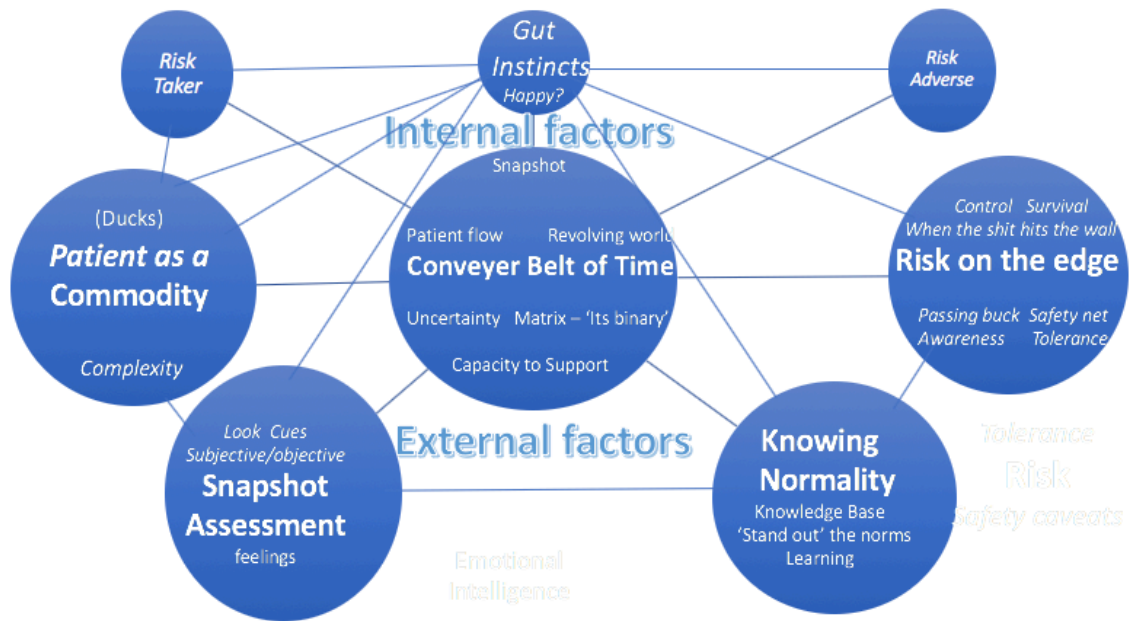 Risk
Taker
Gut
Instincts
Happy?
Risk
Adverse
Internal factors
Snapshot
Patient flow Revolving world
Conveyer Belt of Time
Uncertainty Matrix – ‘Its binary’
Capacity to Support
(Ducks)
Patient as a
Commodity
Complexity
Control Survival
When the shit hits the wall
Risk on the edge
Passing buck Safety net
Awareness Tolerance
External factors
Look Cues
Subjective/objective
Snapshot
Assessment
feelings
Knowing
Normality
Knowledge Base
‘Stand out’ the norms
Learning
Tolerance
Risk
Safety caveats
Emotional
Intelligence